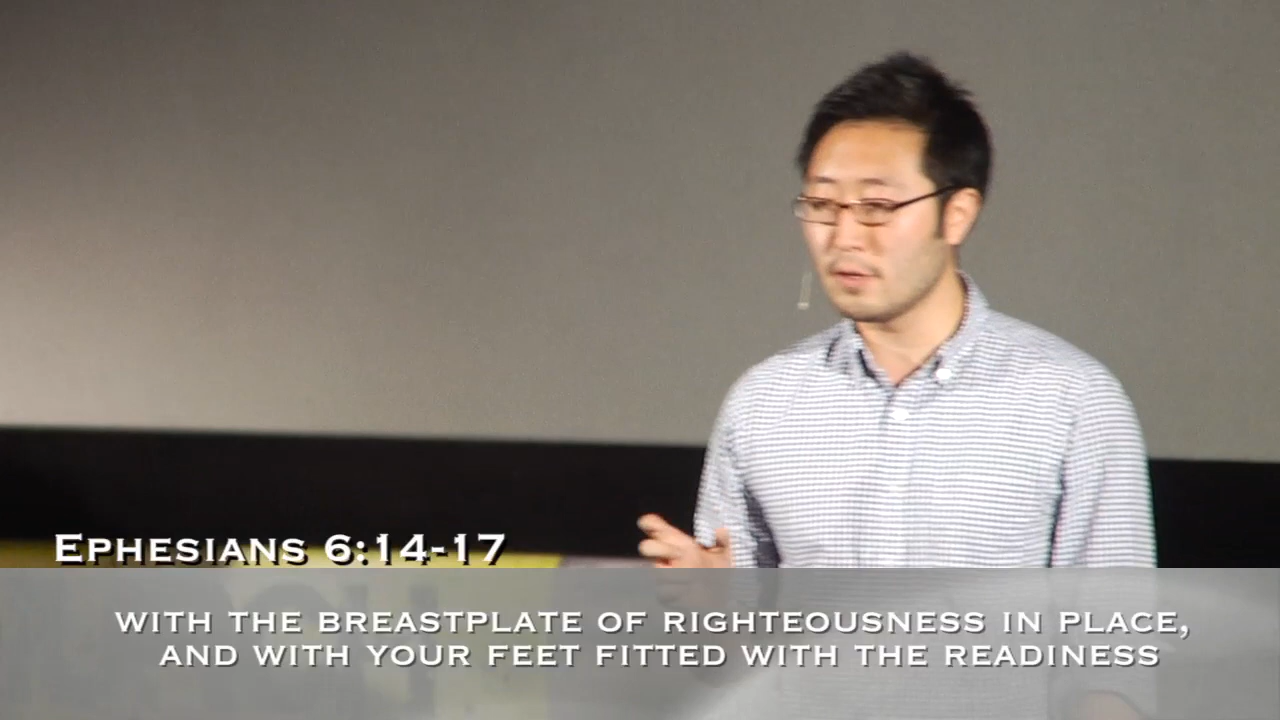 EPHESIANS 6:14-17
WITH THE BREASTPLATE OF RIGHTEOUSNESS IN PLACE,
AND WITH YOUR FEET FITTED WITH THE READINESS